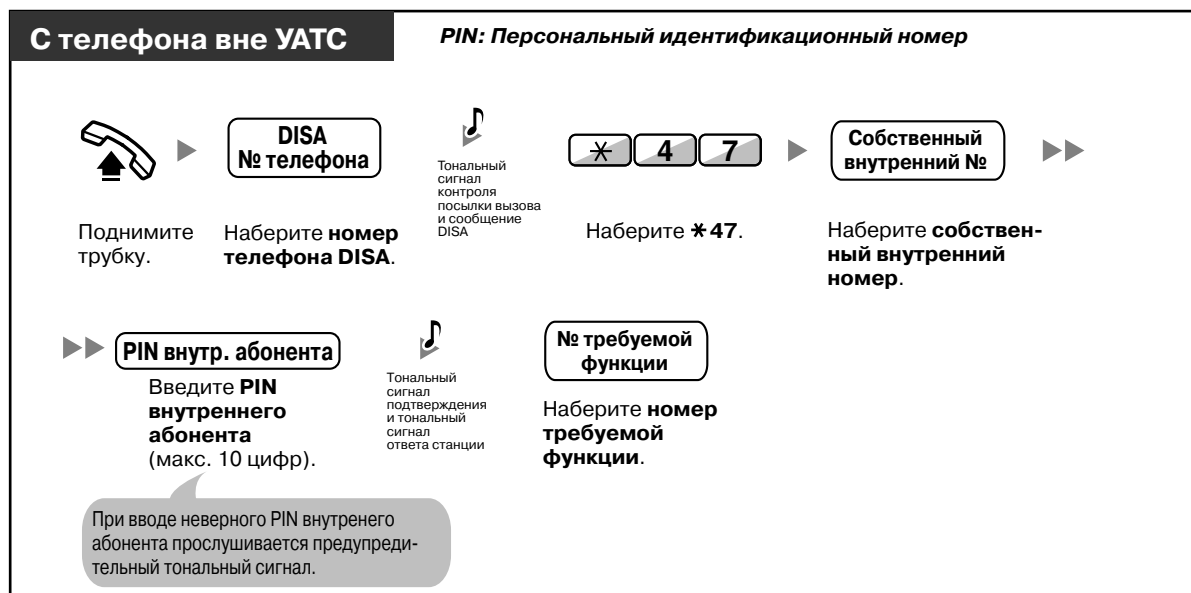 С телефона вне УАТС
PIN: Персональный идентификационный номер
DISA
№ телефона
Тональный
сигнал
контроля
посылки вызова
и сообщение
DISA
* 4 7
Собственный
внутренний №
Поднимите
трубку.
Наберите номер
телефона DISA.
Наберите *47.
Наберите собствен-
ный внутренний
номер.
PIN внутр. абонента
Тональный
сигнал
подтверждения
и тональный
сигнал
ответа станции
№ требуемой
функции
Введите PIN
внутреннего
абонента
(макс. 10 цифр).
Наберите номер
требуемой
функции.
При вводе неверного PIN внутренего
абонента прослушивается предупреди-
тельный тональный сигнал.